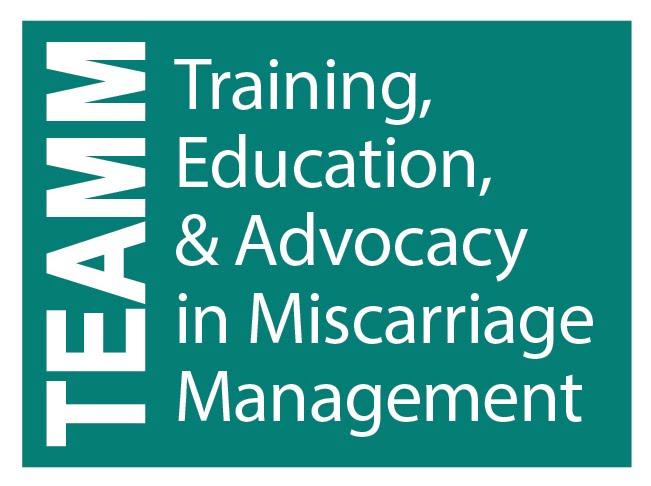 TEAMM
Training,
Education,
& Advocacy
in Miscarriage
Management